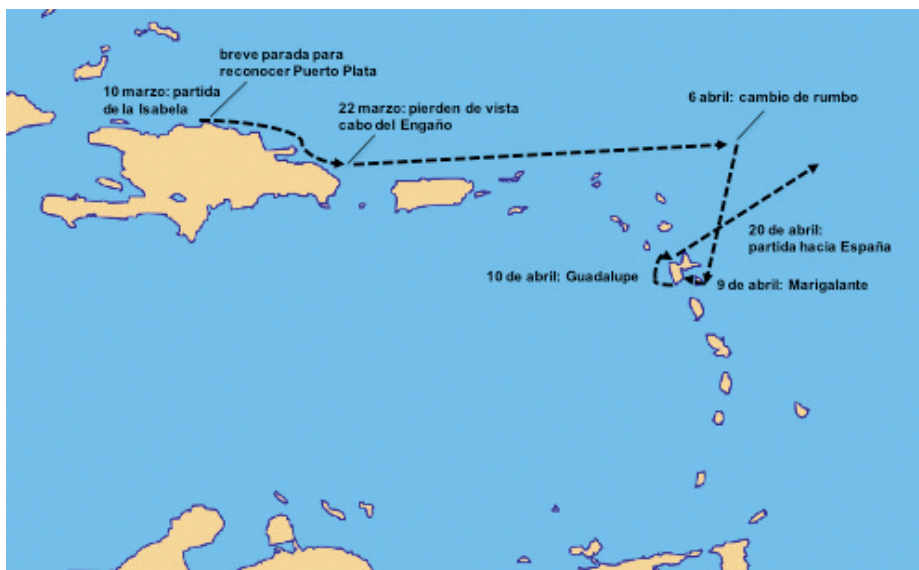 breve parada para
reconocer Puerto Plata
10 marzo: partida
de la Isabela
22 marzo: pierden de vista
cabo del Engaño
6 abril: cambio de rumbo
20 de abril:
partida hacia España
10 de abril: Guadalupe
9 de abril: Marigalante